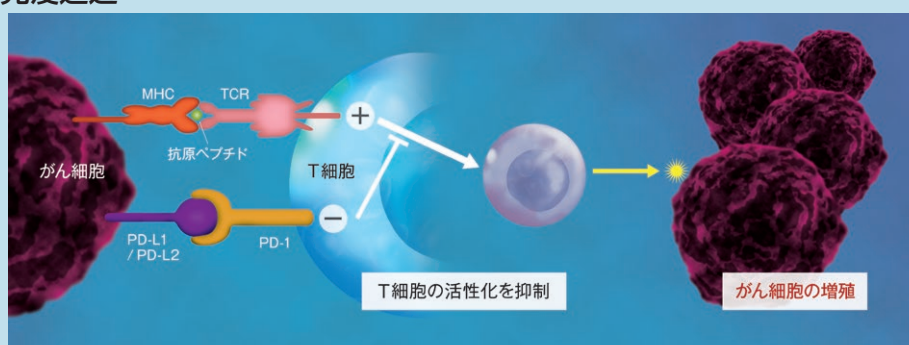 MHC
TCR
抗原ペプチド
がん細胞
T細胞
+
−
PD-L1
/ PD-L2
PD-1
T細胞の活性化を抑制
がん細胞の増殖